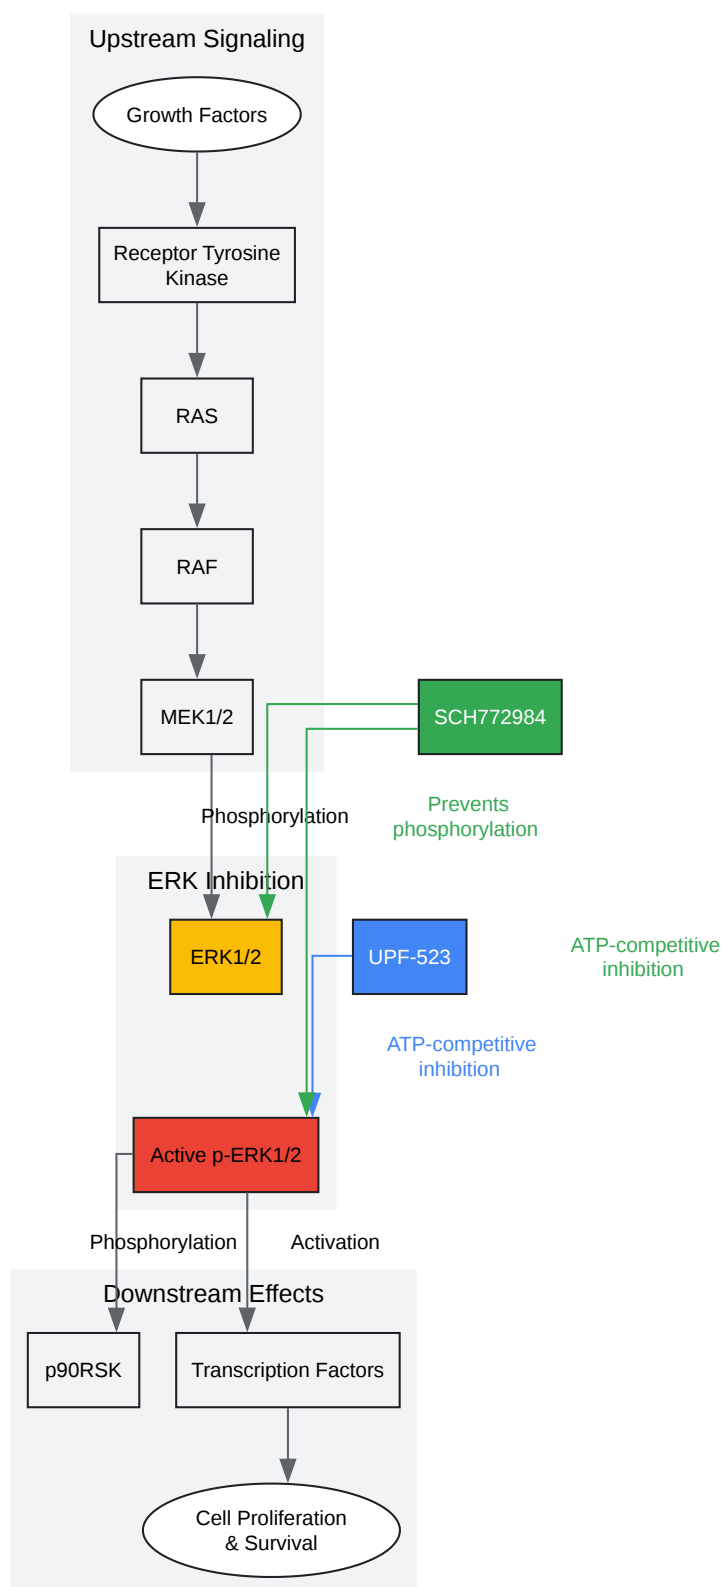 Upstream Signaling
Growth Factors
Receptor Tyrosine
Kinase
RAS
RAF
MEK1/2
SCH772984
Phosphorylation
Prevents
phosphorylation
ERK Inhibition
ERK1/2
UPF-523
ATP-competitive
inhibition
ATP-competitive
inhibition
Active p-ERK1/2
Phosphorylation
Activation
Downstream Effects
p90RSK
Transcription Factors
Cell Proliferation
& Survival